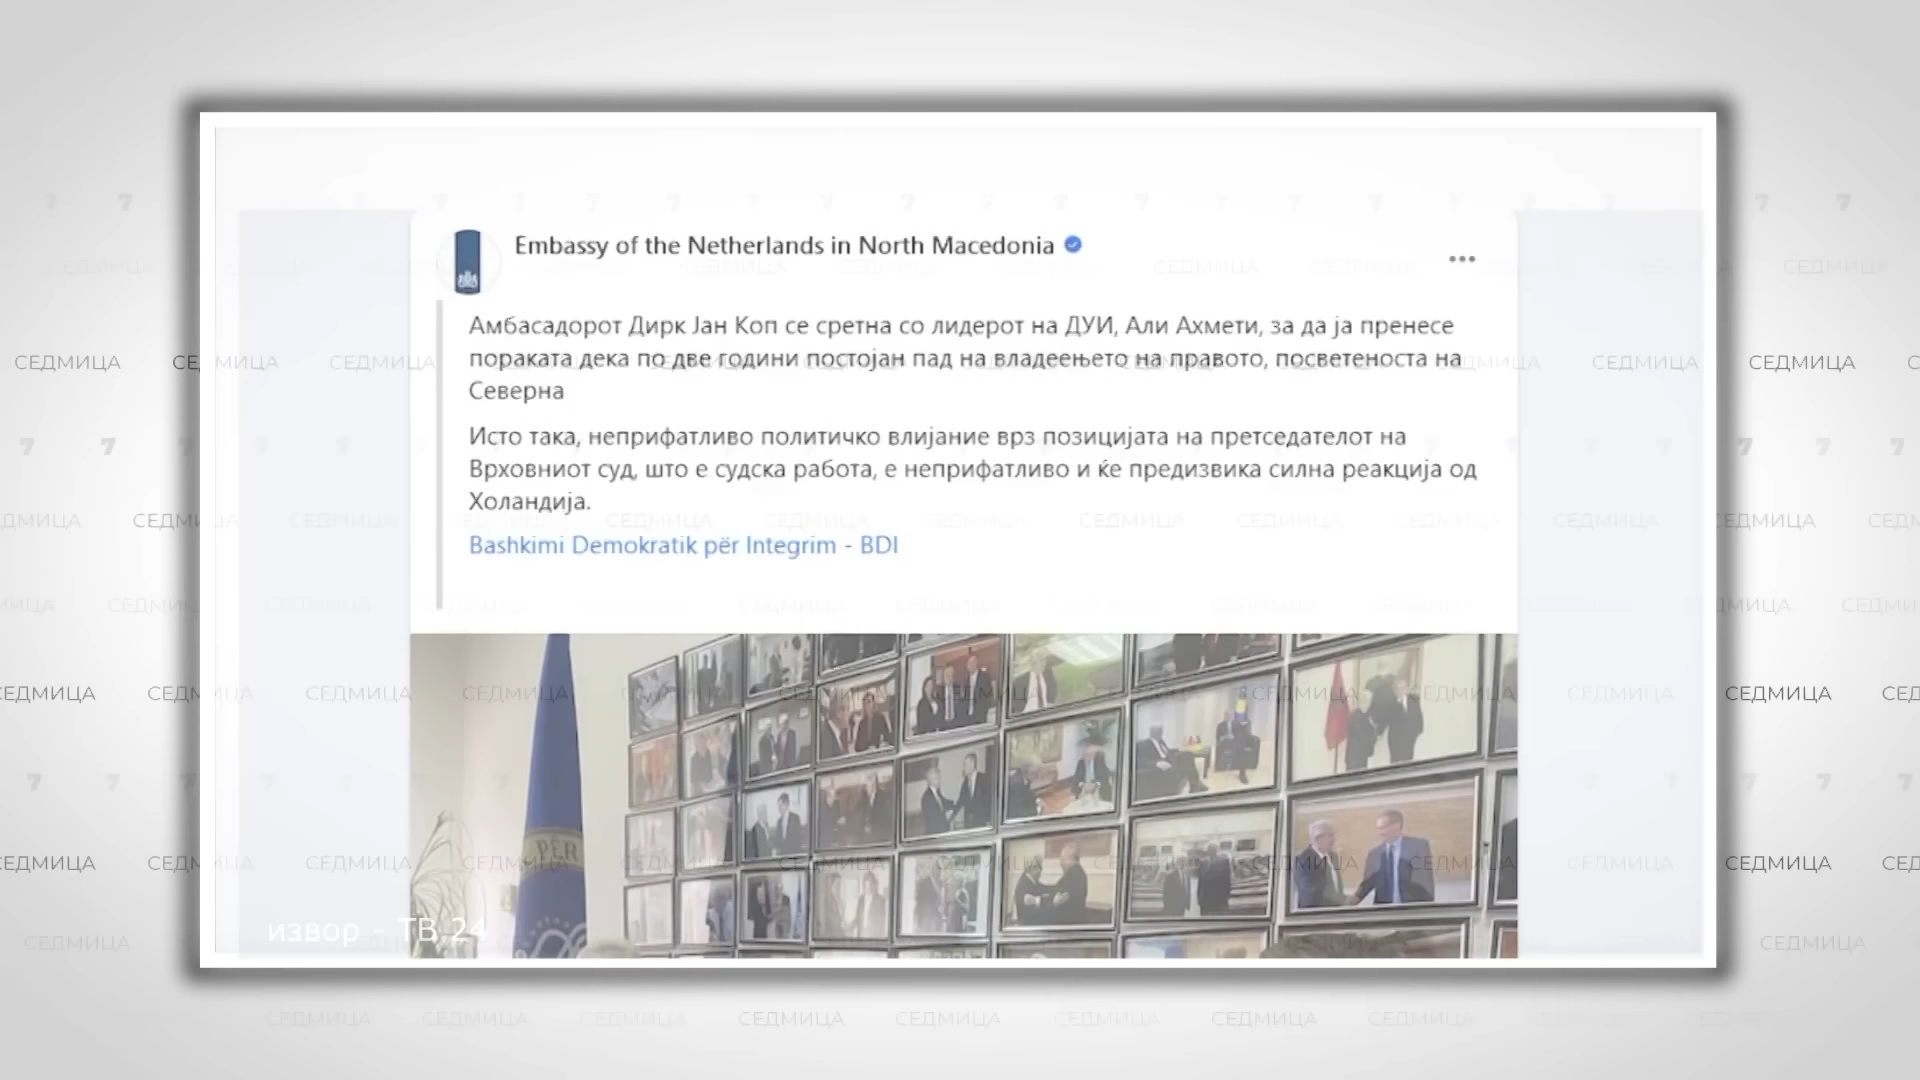 Embassy of the Netherlands in North Macedonia
Амбасадорот Дирк Јан Коп се сретна со лидерот на ДУИ, Али Ахмети, за да ја пренесе
пораката дека по две години постојан пад на владеењето на правото, посветеноста на
Северна
Исто така, неприфатливо политичко влијание врз позицијата на претседателот на
Врховниот суд, што е судска работа, е неприфатливо и ќе предизвика силна реакција од
Холандија.
Bashkimi Demokratik për Integrim - BDI
PËR
извор - ТВ 24
СЕДМИЦА
7